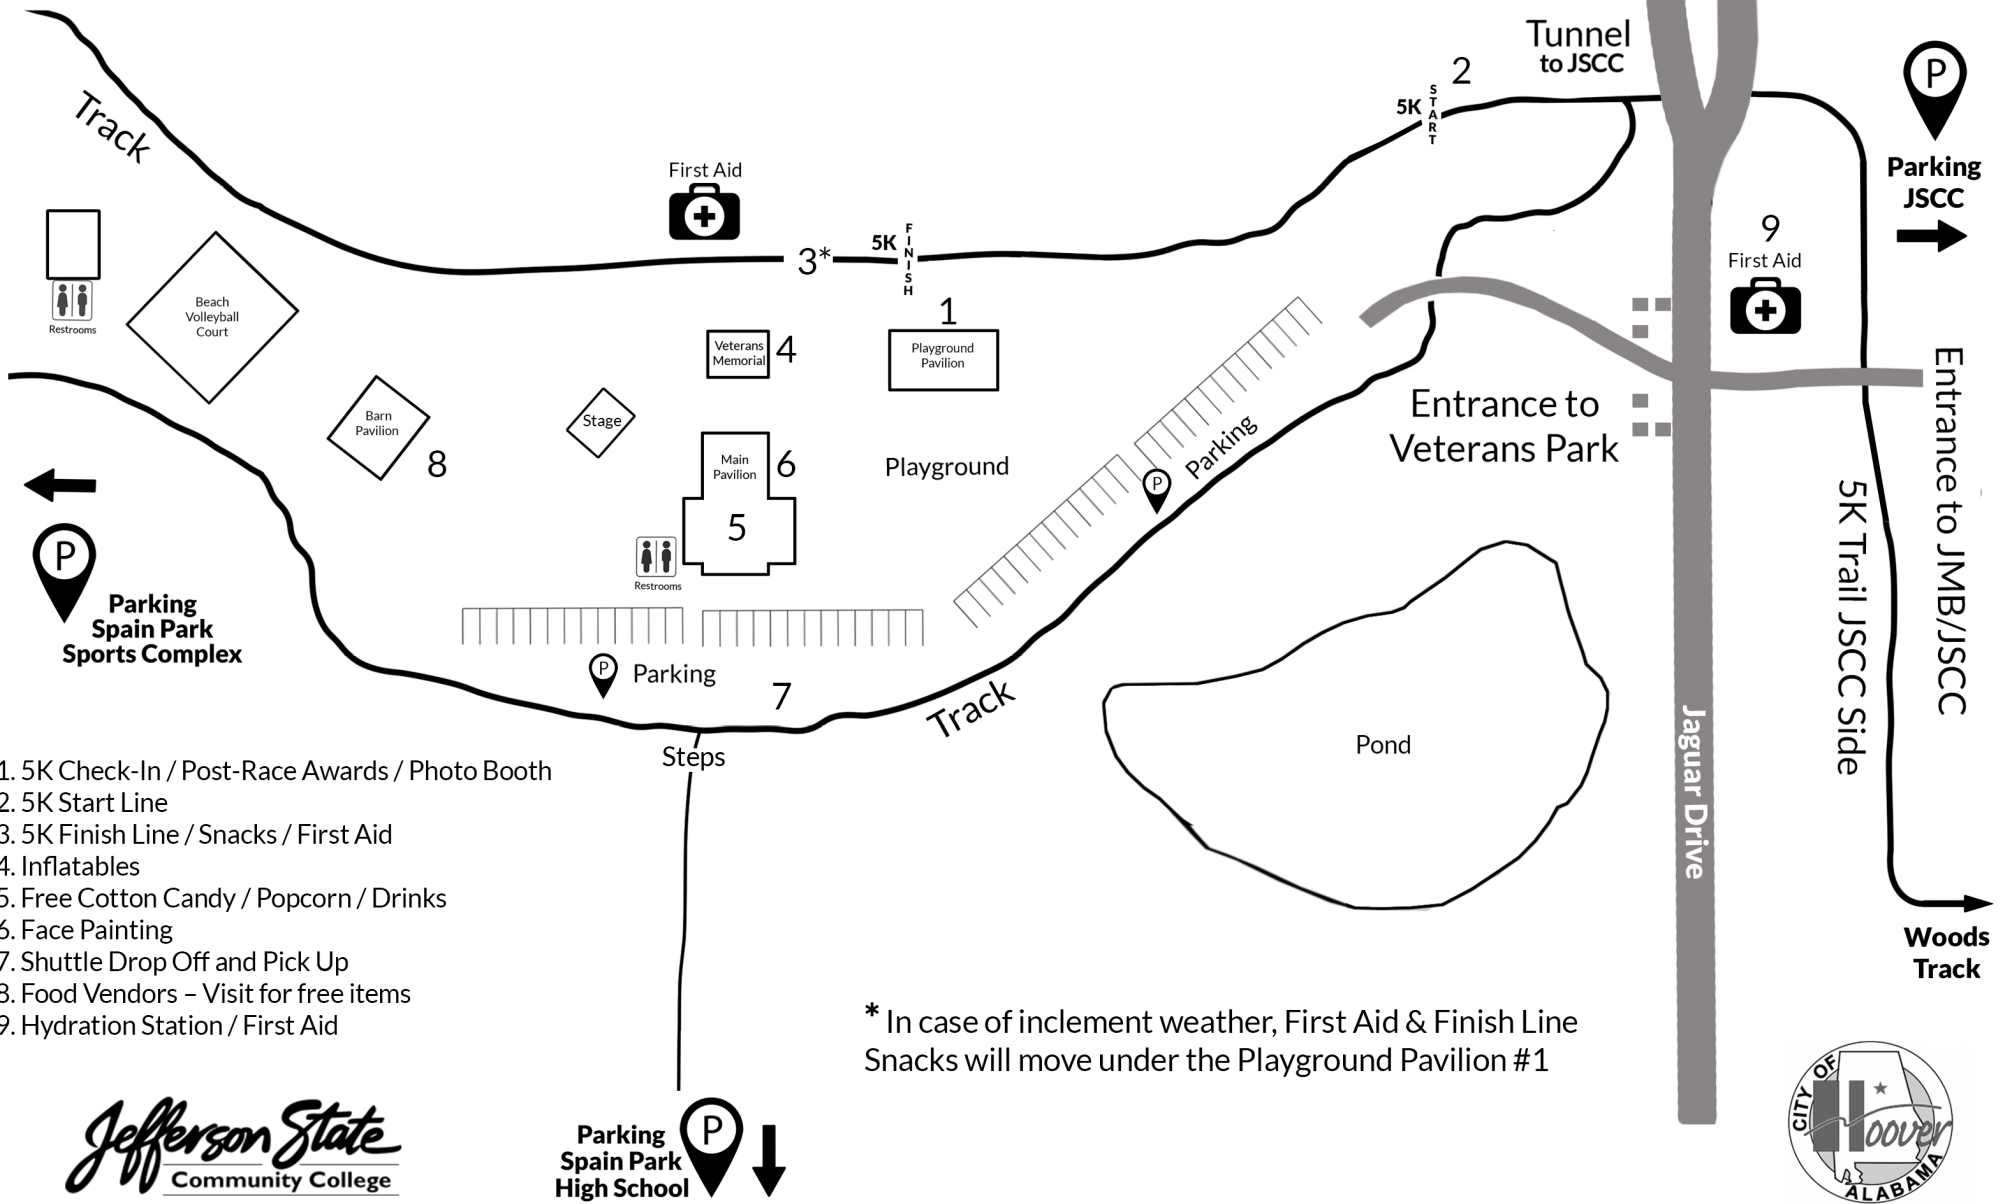 Tunnel
to JSCC
2
5K
START
P
Parking
JSCC
Track
First Aid
3*
5K
FINISH
9
First Aid
Restrooms
Beach
Volleyball
Court
1
Playground
Pavilion
Veterans
Memorial
4
Barn
Pavilion
8
Stage
Main
Pavilion
6
5
Restrooms
Playground
P
Parking
Entrance to
Veterans Park
Entrance to JMB/JSCC
5K Trail JSCC Side
P
Parking
Spain Park
Sports Complex
P
Parking
7
Track
Steps
Pond
Jaguar Drive
Woods
Track
1. 5K Check-In / Post-Race Awards / Photo Booth
2. 5K Start Line
3. 5K Finish Line / Snacks / First Aid
4. Inflatables
5. Free Cotton Candy / Popcorn / Drinks
6. Face Painting
7. Shuttle Drop Off and Pick Up
8. Food Vendors – Visit for free items
9. Hydration Station / First Aid
* In case of inclement weather, First Aid & Finish Line
Snacks will move under the Playground Pavilion #1
Jefferson State
Community College
Parking
Spain Park
High School
P
CITY OF
Hoover
ALABAMA